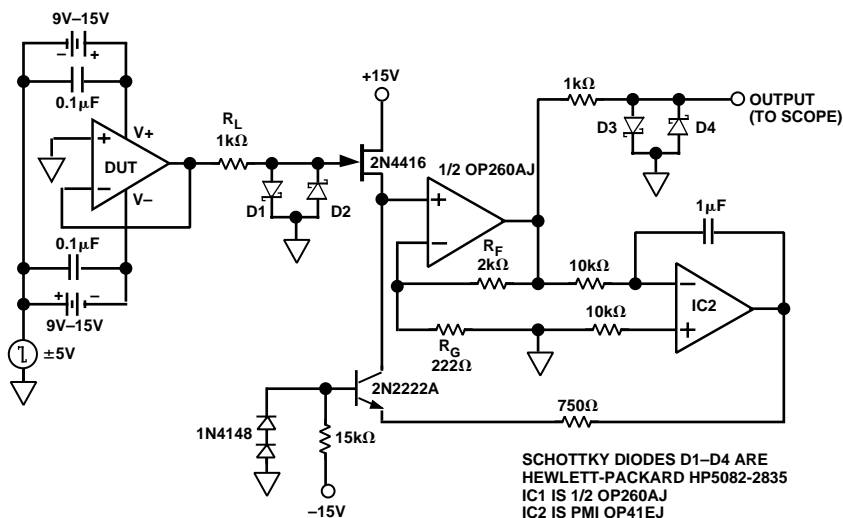 9V–15V
– +
0.1µF
+
V+
DUT
–
V–
0.1µF
+ –
9V–15V
±5V
RL
1kΩ
D1
D2
+15V
2N4416
1/2 OP260AJ
+
–
RF
2kΩ
RG
222Ω
1kΩ
D3
D4
OUTPUT
(TO SCOPE)
1µF
10kΩ
–
IC2
+
10kΩ
2N2222A
1N4148
15kΩ
–15V
750Ω
SCHOTTKY DIODES D1–D4 ARE
HEWLETT-PACKARD HP5082-2835
IC1 IS 1/2 OP260AJ
IC2 IS PMI OP41EJ